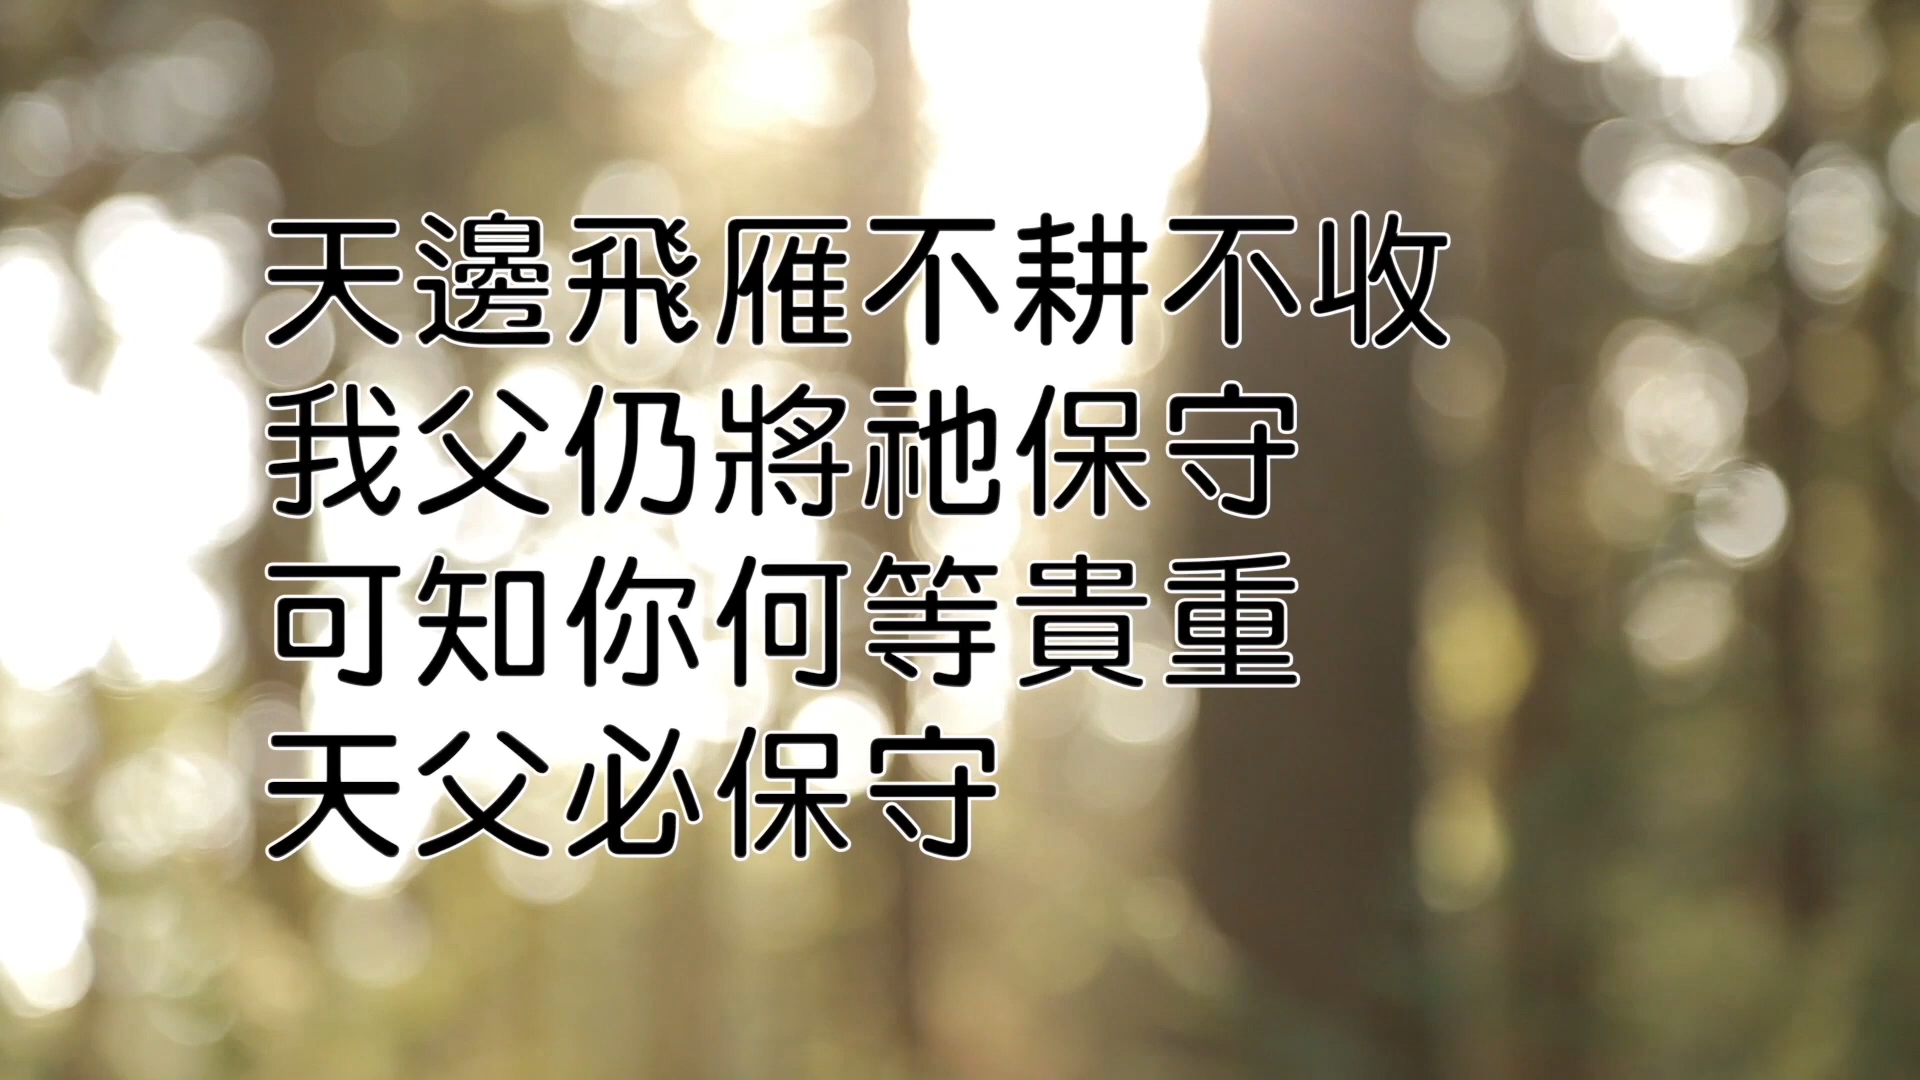 天邊飛雁不耕不收
我父仍將祂保守
可知你何等貴重
天父必保守